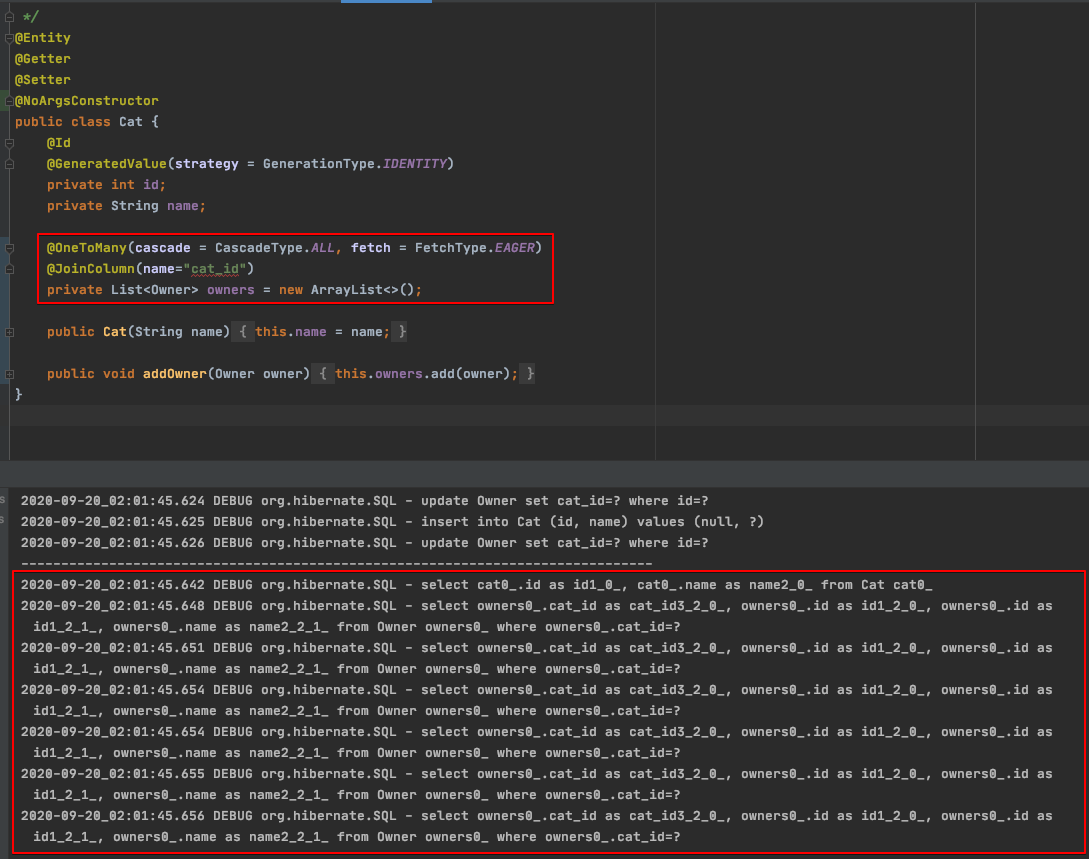 */
@Entity
@Getter
@Setter
@NoArgsConstructor
public class Cat {
@Id
@GeneratedValue(strategy = GenerationType.IDENTITY)
private int id;
private String name;
@OneToMany(cascade = CascadeType.ALL, fetch = FetchType.EAGER)
@JoinColumn(name="cat_id")
private List<Owner> owners = new ArrayList<>();
public Cat(String name) { this.name = name; }
public void addOwner(Owner owner) { this.owners.add(owner); }
}
2020-09-20_02:01:45.624 DEBUG org.hibernate.SQL - update Owner set cat_id=? where id=?
2020-09-20_02:01:45.625 DEBUG org.hibernate.SQL - insert into Cat (id, name) values (null, ?)
2020-09-20_02:01:45.626 DEBUG org.hibernate.SQL - update Owner set cat_id=? where id=?
-------------------------------------------------------------------------------
2020-09-20_02:01:45.642 DEBUG org.hibernate.SQL - select cat0_.id as id1_0_, cat0_.name as name2_0_ from Cat cat0_
2020-09-20_02:01:45.648 DEBUG org.hibernate.SQL - select owners0_.cat_id as cat_id3_2_0_, owners0_.id as id1_2_0_, owners0_.id as
id1_2_1_, owners0_.name as name2_2_1_ from Owner owners0_ where owners0_.cat_id=?
2020-09-20_02:01:45.651 DEBUG org.hibernate.SQL - select owners0_.cat_id as cat_id3_2_0_, owners0_.id as id1_2_0_, owners0_.id as
id1_2_1_, owners0_.name as name2_2_1_ from Owner owners0_ where owners0_.cat_id=?
2020-09-20_02:01:45.654 DEBUG org.hibernate.SQL - select owners0_.cat_id as cat_id3_2_0_, owners0_.id as id1_2_0_, owners0_.id as
id1_2_1_, owners0_.name as name2_2_1_ from Owner owners0_ where owners0_.cat_id=?
2020-09-20_02:01:45.654 DEBUG org.hibernate.SQL - select owners0_.cat_id as cat_id3_2_0_, owners0_.id as id1_2_0_, owners0_.id as
id1_2_1_, owners0_.name as name2_2_1_ from Owner owners0_ where owners0_.cat_id=?
2020-09-20_02:01:45.655 DEBUG org.hibernate.SQL - select owners0_.cat_id as cat_id3_2_0_, owners0_.id as id1_2_0_, owners0_.id as
id1_2_1_, owners0_.name as name2_2_1_ from Owner owners0_ where owners0_.cat_id=?
2020-09-20_02:01:45.656 DEBUG org.hibernate.SQL - select owners0_.cat_id as cat_id3_2_0_, owners0_.id as id1_2_0_, owners0_.id as
id1_2_1_, owners0_.name as name2_2_1_ from Owner owners0_ where owners0_.cat_id=?